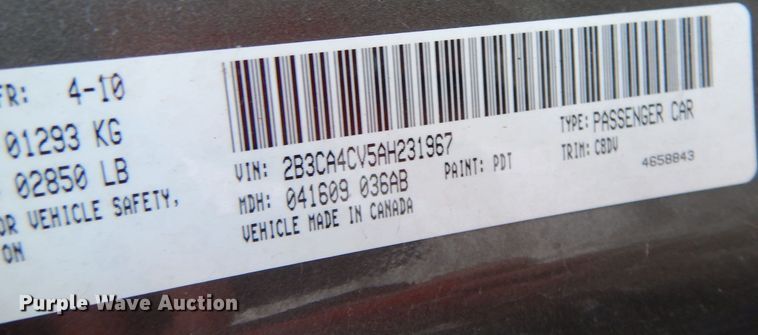 FR: 4-10
01293 KG
02850 LB
OR VEHICLE SAFETY,
ON
VIN: 2B3CA4CV5AH231967
TYPE: PASSENGER CAR
MDH: 041609 036AB
PAINT: PDT
TRIM: CBDV
VEHICLE MADE IN CANADA
4658843
Purple Wave Auction